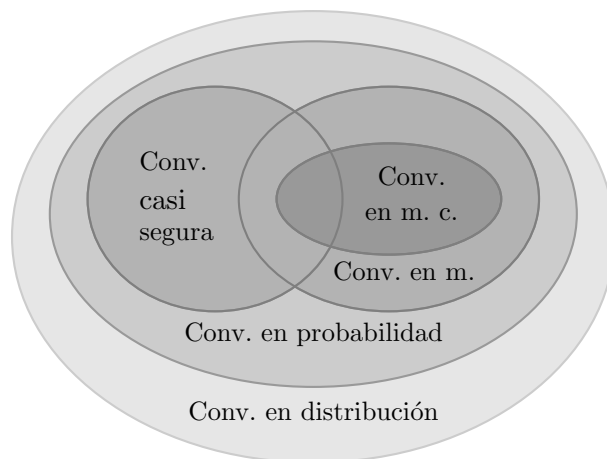 Conv.
casi
segura
Conv.
en m. c.
Conv. en m.
Conv. en probabilidad
Conv. en distribución